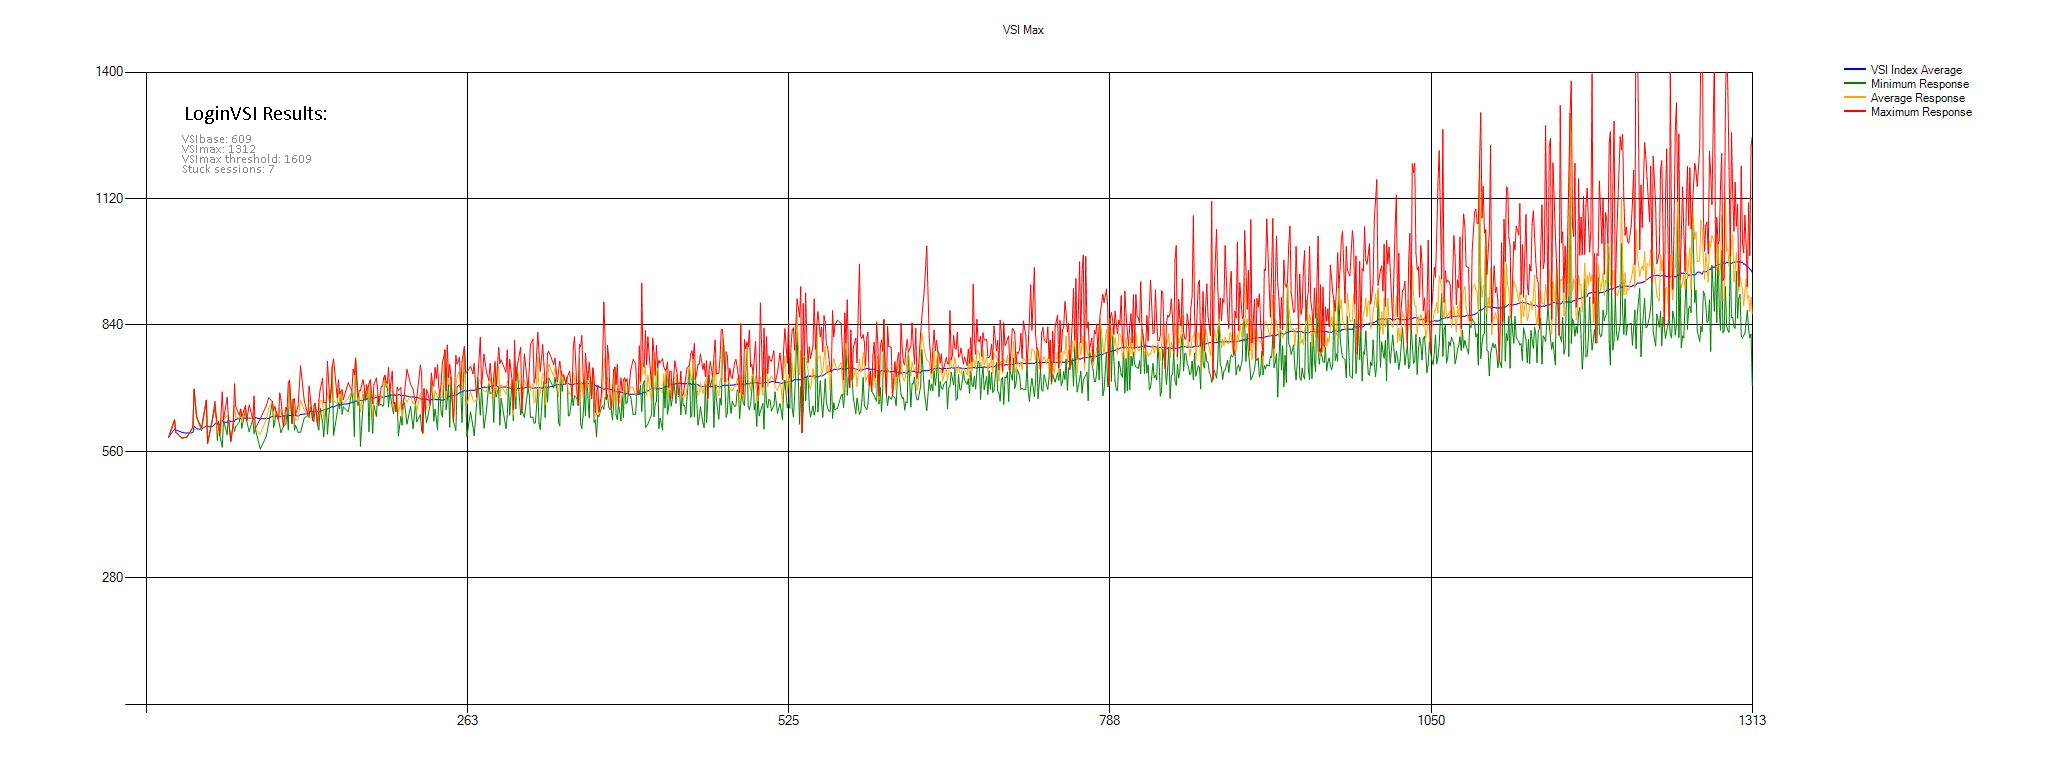 VSI Max
1400
1120
840
560
280
263
525
788
1050
1313
LoginVSI Results:
VSIbase: 609
VSImax: 1312
VSImax threshold: 1609
Stuck sessions: 7
VSI Index Average
Minimum Response
Average Response
Maximum Response